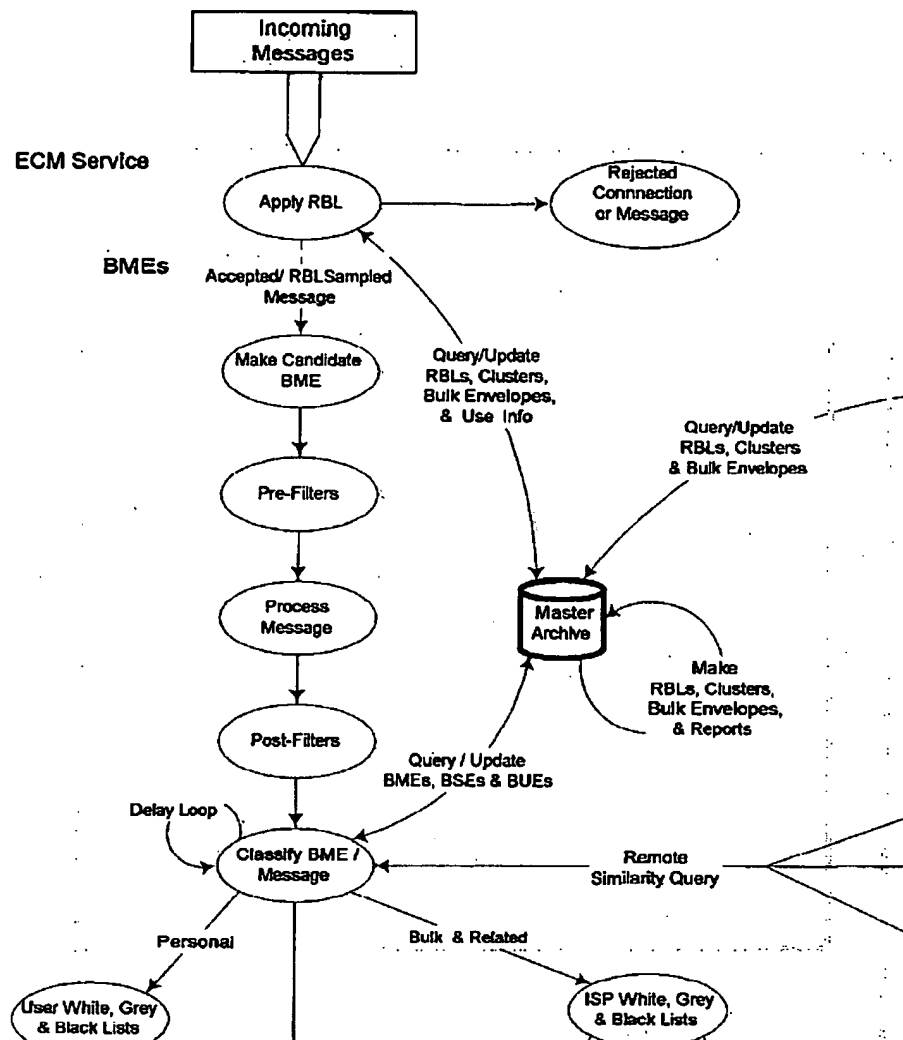 Incoming
Messages
ECM Service
Apply RBL
Rejected
Connnection
or Message
BMEs
Accepted/ RBLSampled
Message
Make Candidate
BME
Query/Update
RBLs, Clusters,
Bulk Envelopes,
& Use Info
Query/Update
RBLs, Clusters
& Bulk Envelopes
Pre-Filters
Process
Message
Master
Archive
Make
RBLs, Clusters,
Bulk Envelopes,
& Reports
Post-Filters
Query / Update
BMEs, BSEs & BUEs
Delay Loop
Classify BME /
Message
Remote
Similarity Query
Personal
Bulk & Related
User White, Grey
& Black Lists
ISP White, Grey
& Black Lists